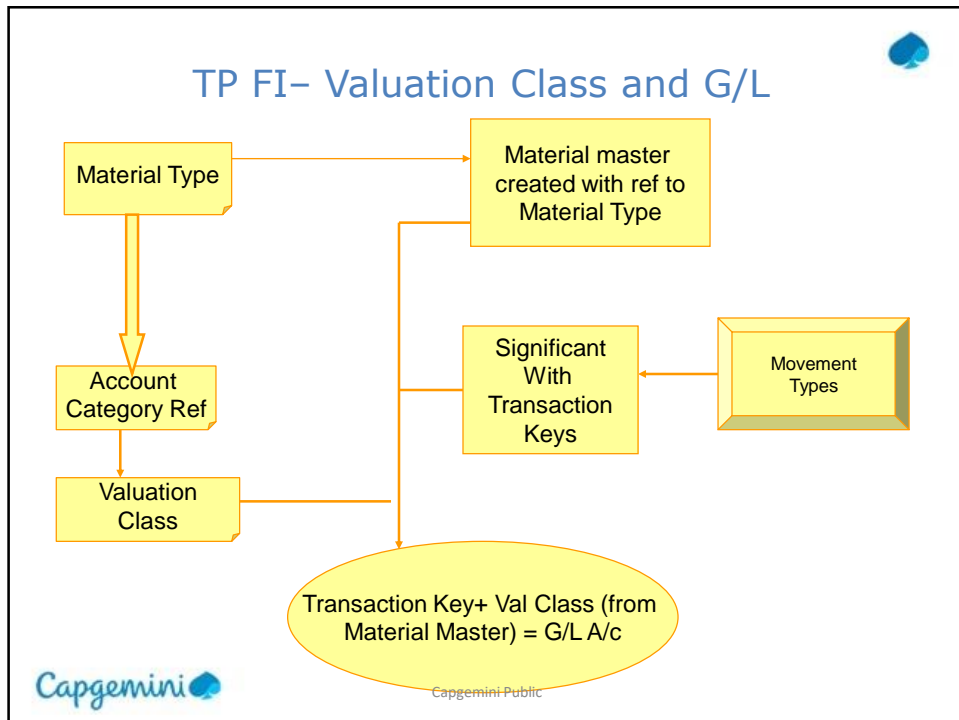 TP FI– Valuation Class and G/L
Material Type
Material master
created with ref to
Material Type
Significant
With
Transaction
Keys
Movement
Types
Account
Category Ref
Valuation
Class
Transaction Key+ Val Class (from
Material Master) = G/L A/c
Capgemini
Capgemini Public